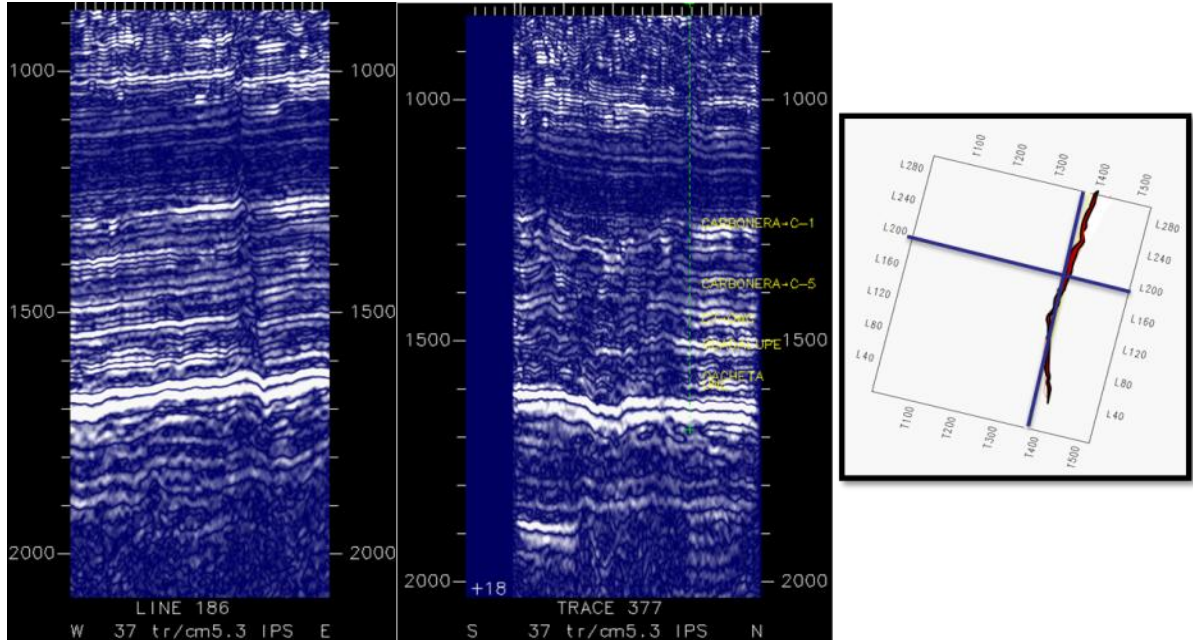 1000
1500
2000
1000
1500
2000
LINE 186
W 37 tr/cm5.3 IPS E
1000
1500
2000
1000
1500
2000
CARBONERA-C-1
CARBONERA-C-5
GACHETA
+18
TRACE 377
S 37 tr/cm5.3 IPS N
T100
T200
T300
T400
T500
L280
L240
L200
L160
L120
L80
L40
L280
L240
L200
L160
L120
L80
L40
T100
T200
T300
T400
T500